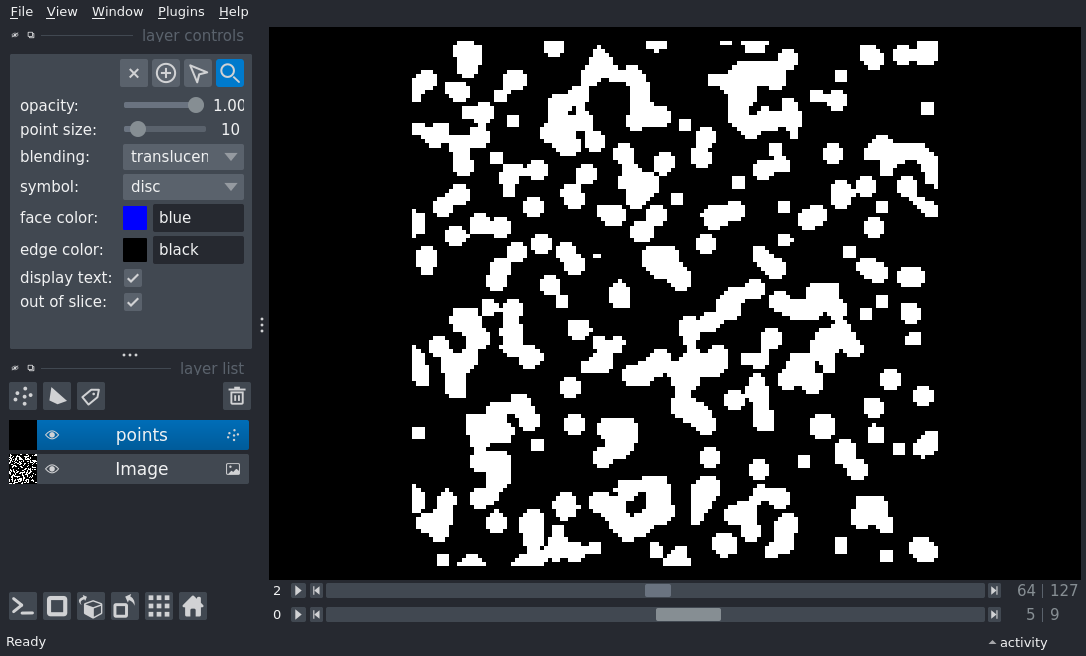 File View Window Plugins Help
layer controls
opacity: 1.00
point size: 10
blending: translucen
symbol: disc
face color: blue
edge color: black
display text:
out of slice:
layer list
points
Image
2 64 | 127
0 5 | 9
Ready activity